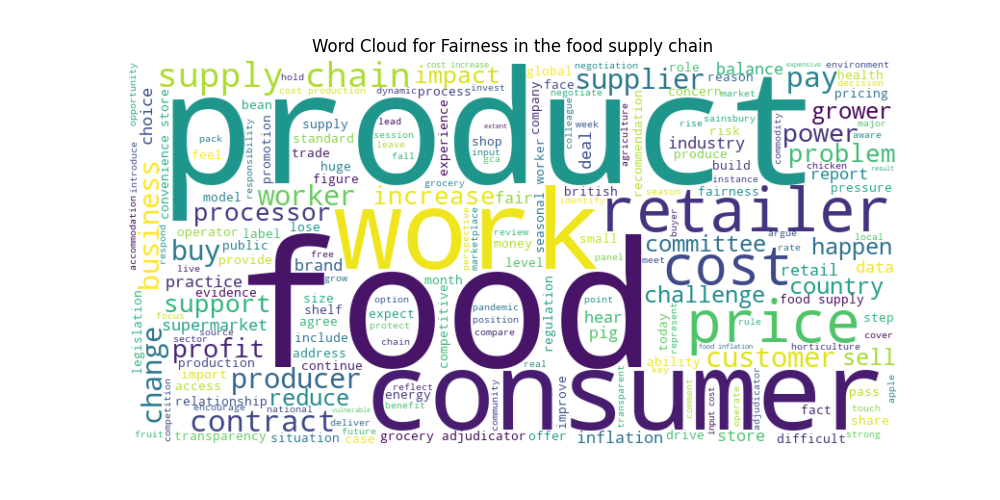 Word Cloud for Fairness in the food supply chain
opportunity
supply chain
hold
cost increase
impact
global
negotiation
role
balance
expensive
environment
cost production
dynamic
process
invest
face
supplier
concern
reason
pay
health
decision
product
choice
bean
promotion
supply
lead
experience
shop
negotiate
worker company
colleague
deal
week
rise
sainsbury
market
pricing
grower
major
pack
standard
session
leave
input
extent
agriculture
recommendation
industry
risk
commodity
power
aware
feel
responsibility
trade
fall
gca
produce
build
chicken
problem
result
introduce
convenience store
huge
figure
grocery
instance
report
pressure
model
worker
increase
fair
british
identify
season
fairness
accommodation
respond
business
processor
work
perspective
marketplace
review
money
seasonal
small
retailer
buyer
argue
local
operator
label
lose
level
panel
committee
rate
happen
buy
public
provide
free
brand
meet
cost
retail
data
live
grow
food
month
practice
evidence
size
shelf
option
expect
protect
pandemic
position
compare
regulation
point
hear
pig
challenge
food supply
country
legislation
support
focus
source
supermarket
agree
competitive
today
represent
price
rule
step
cover
change
sector
profit
include
chain
food inflation
horticulture
production
address
continue
real
ability
key
customer
sell
import
access
producer
reflect
energy
benefit
consumer
community
improve
transparent
comment
input cost
operate
adjudicator
pass
apple
touch
competition
relationship
reduce
encourage
national
vulnerable
contract
deliver
future
fact
share
fruit
transparency
situation
case
grocery adjudicator
offer
inflation
drive
store
difficult
strong